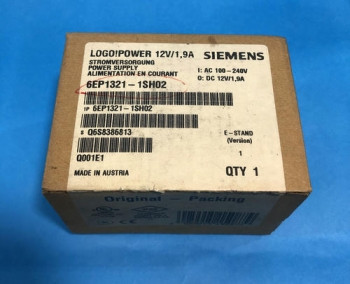 LOGO!POWER 12V/1,9A SIEMENS
STROMVERSORGUNG
POWER SUPPLY
ALIMENTATION EN COURANT
I: AC 100-240V
O: DC 12V/1,9A
6EP1321-1SH02
1P 6EP1321-1SH02
S Q6S8386813
E-STAND
(Version)
Q001E1
1
MADE IN AUSTRIA
QTY 1
Original - Packing